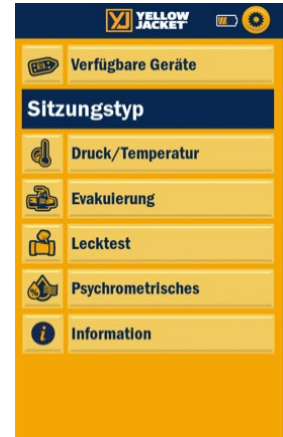 YELLOW
JACKET
Verfügbare Geräte
Sitzungstyp
Druck/Temperatur
Evakuierung
Lecktest
Psychrometrisches
Information